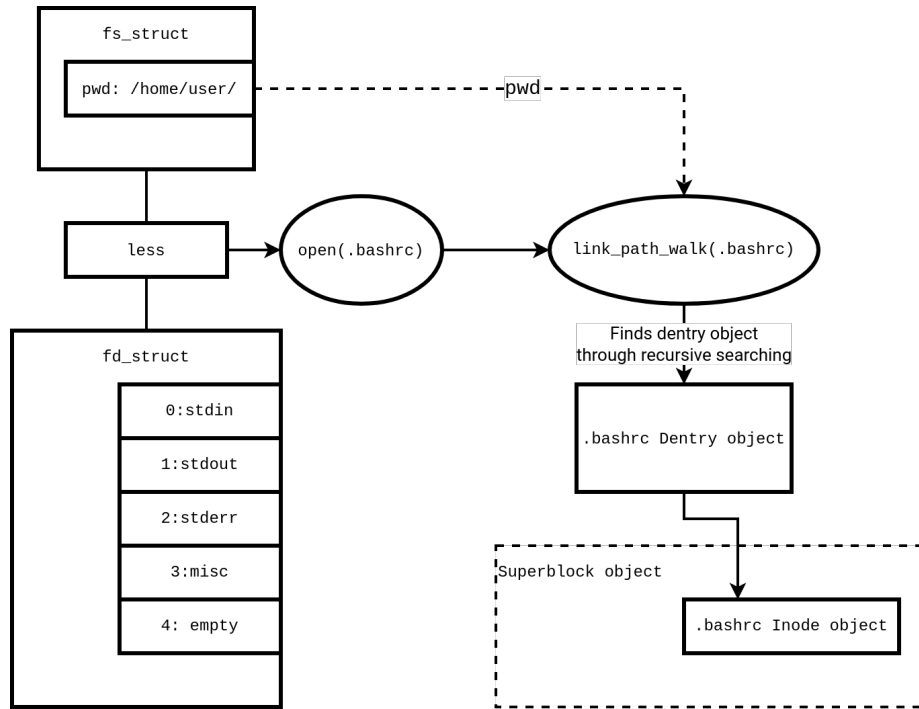 fs_struct
pwd: /home/user/
pwd
less
open(.bashrc)
link_path_walk(.bashrc)
Finds dentry object
through recursive searching
fd_struct
0:stdin
1:stdout
2:stderr
3:misc
4: empty
.bashrc Dentry object
Superblock object
.bashrc Inode object